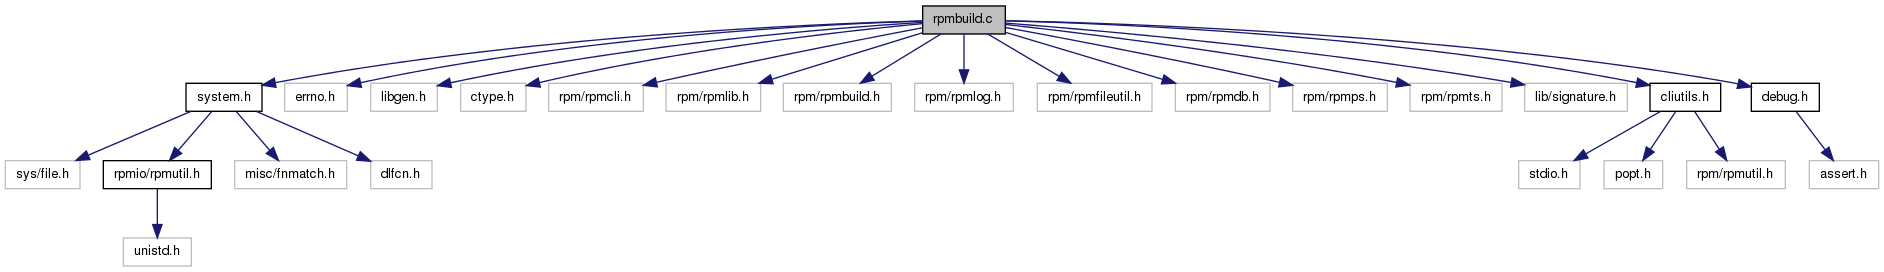 rpmbuild.c
system.h
errno.h
libgen.h
ctype.h
rpm/rpmcli.h
rpm/rpmlib.h
rpm/rpmbuild.h
rpm/rpmlog.h
rpm/rpmfileutil.h
rpm/rpmdb.h
rpm/rpmps.h
rpm/rpmts.h
lib/signature.h
cliutils.h
debug.h
sys/file.h
rpmio/rpmutil.h
misc/fnmatch.h
dlfcn.h
stdio.h
popt.h
rpm/rpmutil.h
assert.h
unistd.h